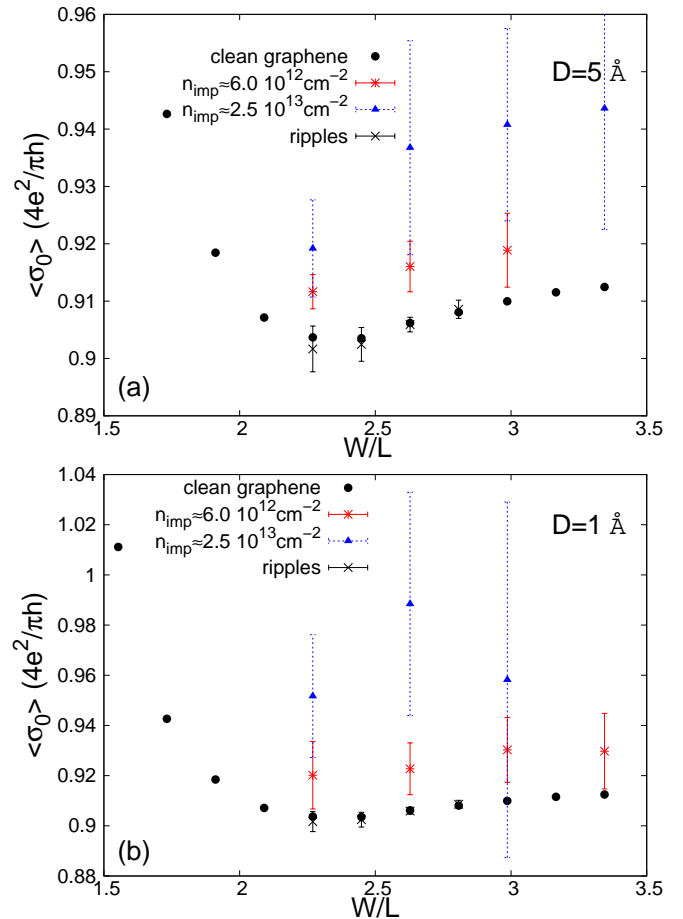 0.96
0.95
0.94
0.93
0.92
0.91
0.9
0.89
<σ₀> (4e²/πh)
clean graphene
n_imp≈6.0 10¹²cm⁻²
n_imp≈2.5 10¹³cm⁻²
ripples
D=5 Å
(a)
1.5 2 2.5 3 3.5
W/L
1.04
1.02
1
0.98
0.96
0.94
0.92
0.9
0.88
<σ₀> (4e²/πh)
clean graphene
n_imp≈6.0 10¹²cm⁻²
n_imp≈2.5 10¹³cm⁻²
ripples
D=1 Å
(b)
1.5 2 2.5 3 3.5
W/L